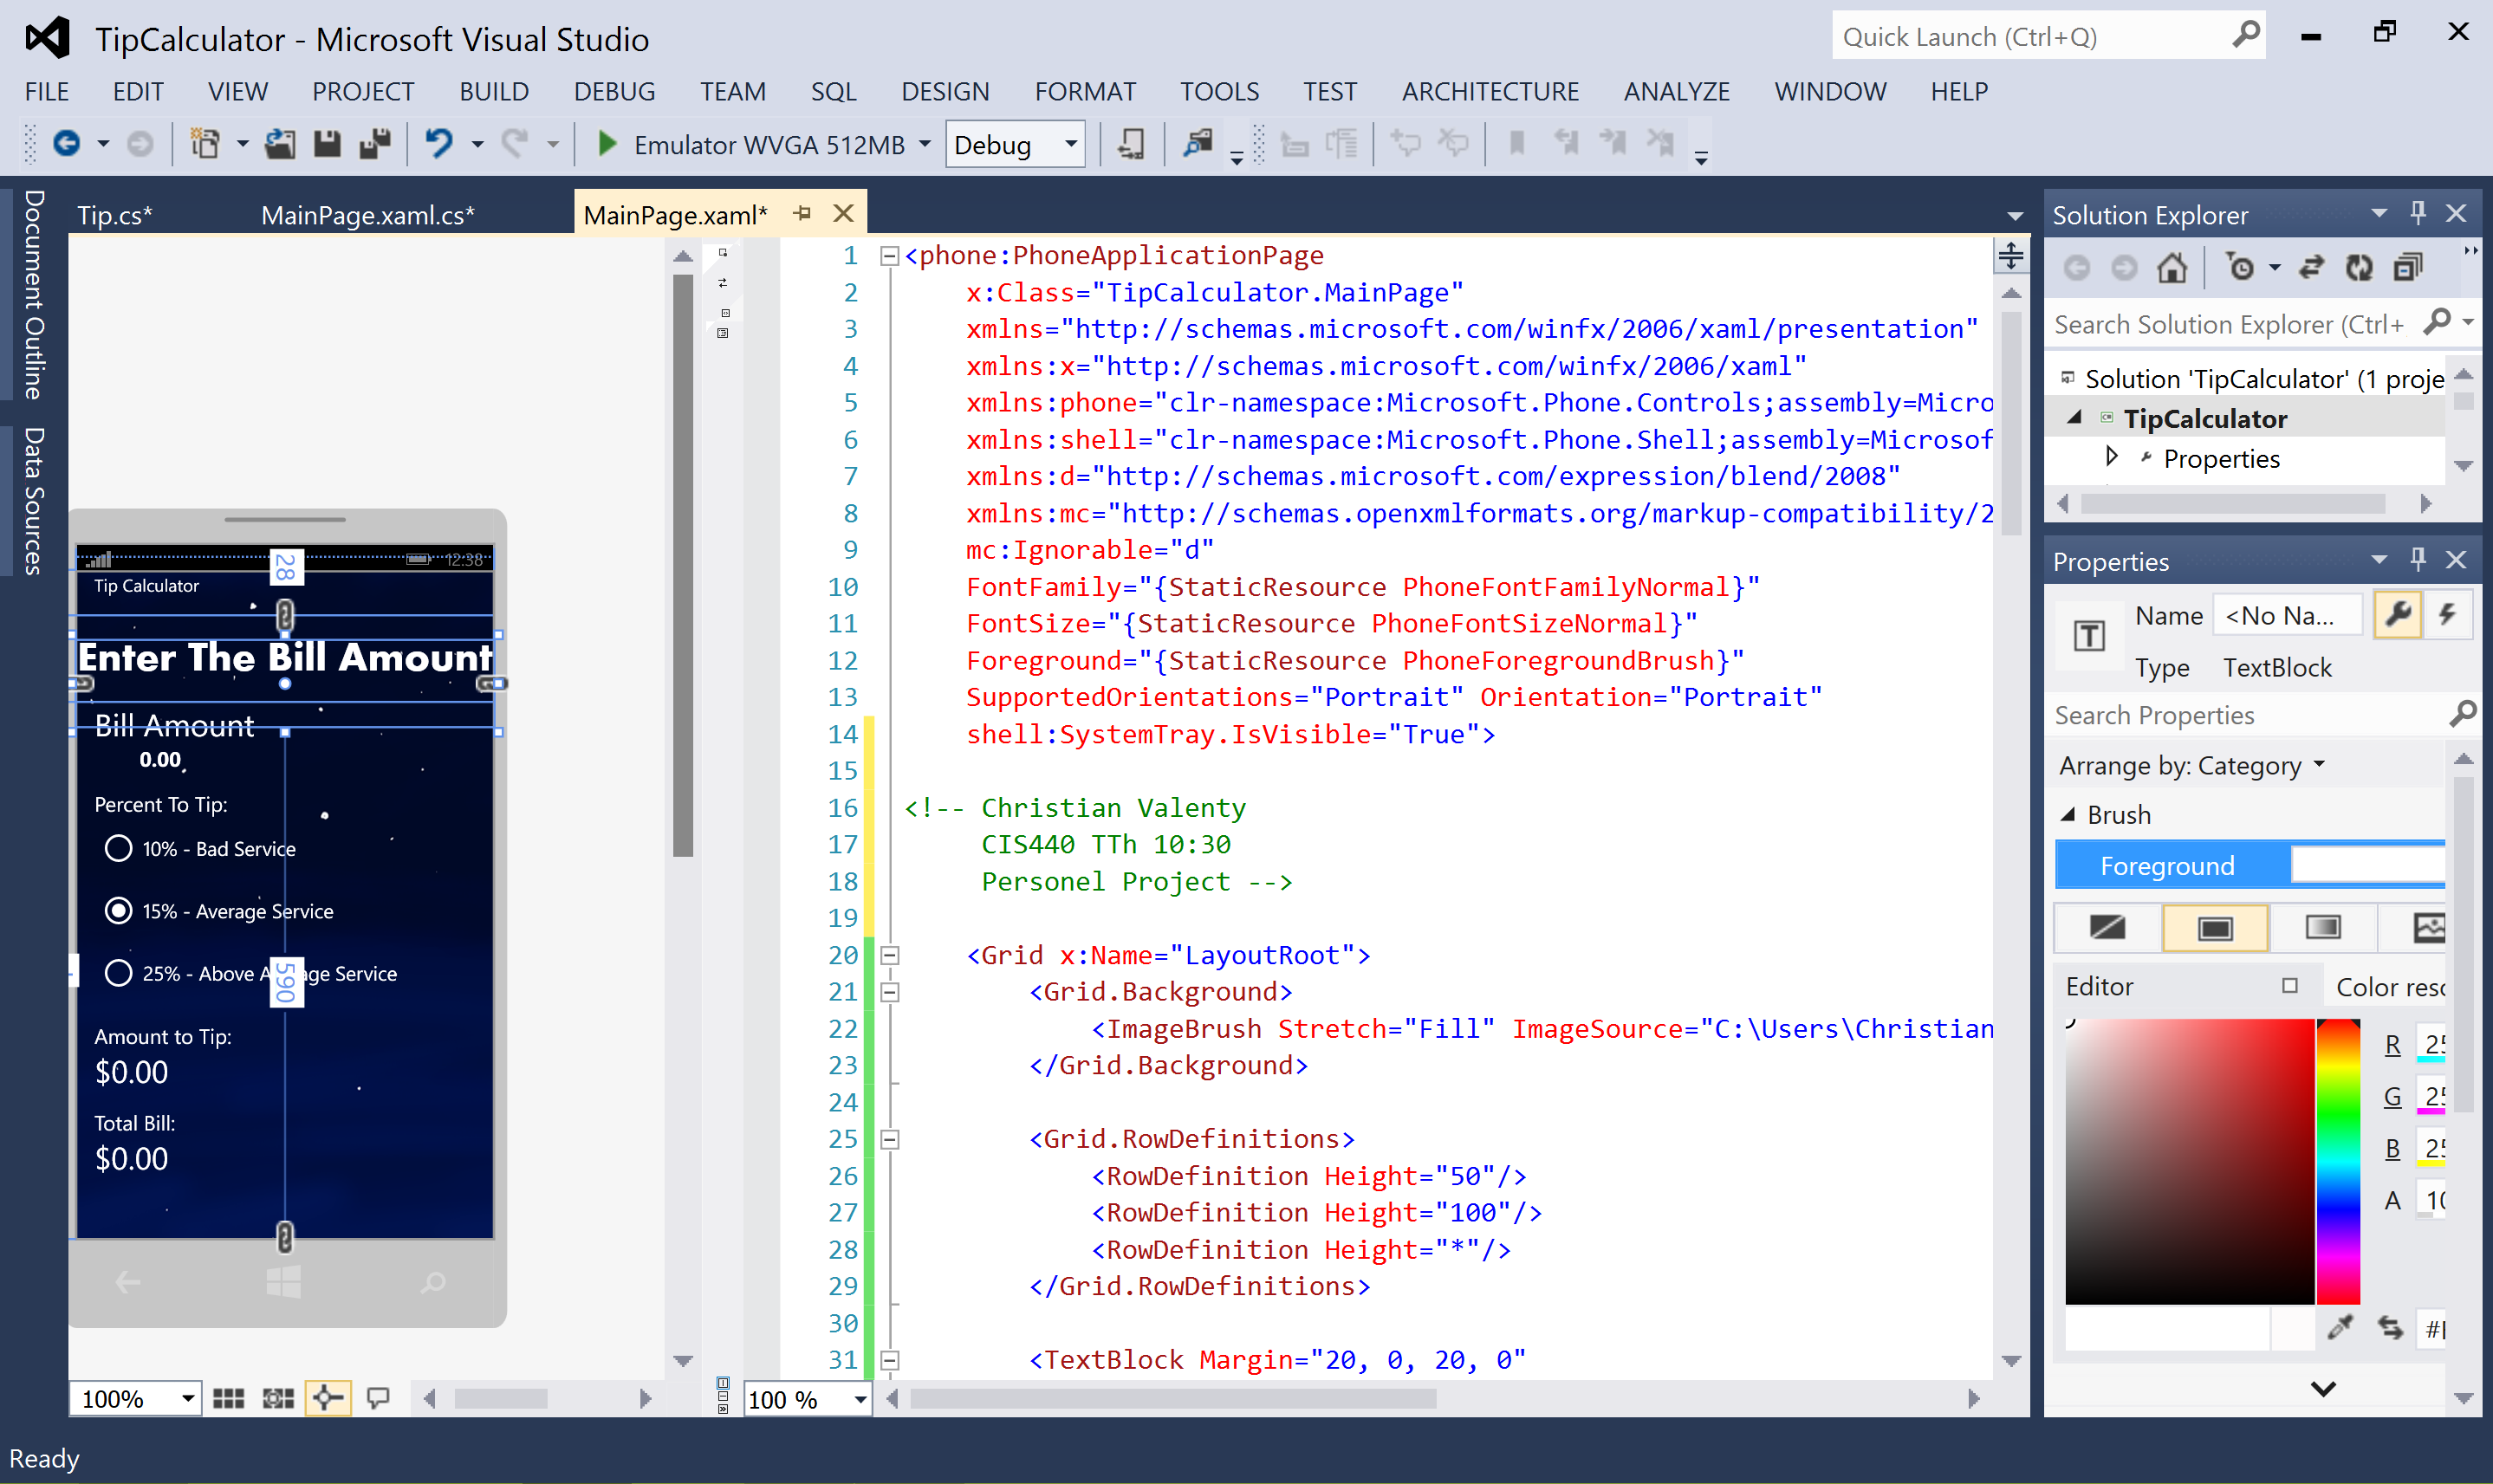 TipCalculator - Microsoft Visual Studio
Quick Launch (Ctrl+Q)
FILE EDIT VIEW PROJECT BUILD DEBUG TEAM SQL DESIGN FORMAT TOOLS TEST ARCHITECTURE ANALYZE WINDOW HELP
Emulator WVGA 512MB Debug
Document Outline
Data Sources
Tip.cs* MainPage.xaml.cs* MainPage.xaml*
12:38
28
Tip Calculator
Enter The Bill Amount
Bill Amount
0.00
Percent To Tip:
10% - Bad Service
15% - Average Service
25% - Above A age Service
590
Amount to Tip:
$0.00
Total Bill:
$0.00
100%
1 <phone:PhoneApplicationPage
2 x:Class="TipCalculator.MainPage"
3 xmlns="http://schemas.microsoft.com/winfx/2006/xaml/presentation"
4 xmlns:x="http://schemas.microsoft.com/winfx/2006/xaml"
5 xmlns:phone="clr-namespace:Microsoft.Phone.Controls;assembly=Micro
6 xmlns:shell="clr-namespace:Microsoft.Phone.Shell;assembly=Microsof
7 xmlns:d="http://schemas.microsoft.com/expression/blend/2008"
8 xmlns:mc="http://schemas.openxmlformats.org/markup-compatibility/2
9 mc:Ignorable="d"
10 FontFamily="{StaticResource PhoneFontFamilyNormal}"
11 FontSize="{StaticResource PhoneFontSizeNormal}"
12 Foreground="{StaticResource PhoneForegroundBrush}"
13 SupportedOrientations="Portrait" Orientation="Portrait"
14 shell:SystemTray.IsVisible="True">
15
16 <!-- Christian Valenty
17 CIS440 TTh 10:30
18 Personel Project -->
19
20 <Grid x:Name="LayoutRoot">
21 <Grid.Background>
22 <ImageBrush Stretch="Fill" ImageSource="C:\Users\Christian
23 </Grid.Background>
24
25 <Grid.RowDefinitions>
26 <RowDefinition Height="50"/>
27 <RowDefinition Height="100"/>
28 <RowDefinition Height="*"/>
29 </Grid.RowDefinitions>
30
31 <TextBlock Margin="20, 0, 20, 0"
100 %
Solution Explorer
Search Solution Explorer (Ctrl+
Solution 'TipCalculator' (1 proje
TipCalculator
Properties
Properties
Name <No Na...
Type TextBlock
Search Properties
Arrange by: Category
Brush
Foreground
Editor Color resc
R 25
G 25
B 25
A 10
Ready